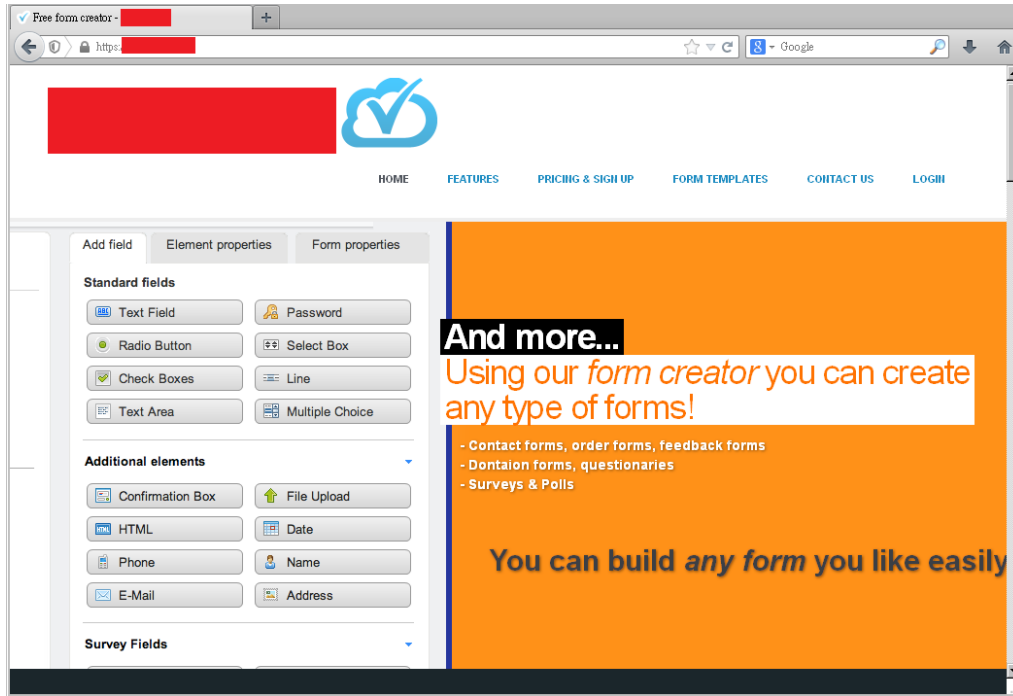 Free form creator -
https:
Google
HOME FEATURES PRICING & SIGN UP FORM TEMPLATES CONTACT US LOGIN
Add field Element properties Form properties
Standard fields
Text Field Password
Radio Button Select Box
Check Boxes Line
Text Area Multiple Choice
Additional elements
Confirmation Box File Upload
HTML Date
Phone Name
E-Mail Address
Survey Fields
And more...
Using our form creator you can create
any type of forms!
- Contact forms, order forms, feedback forms
- Dontaion forms, questionaries
- Surveys & Polls
You can build any form you like easily